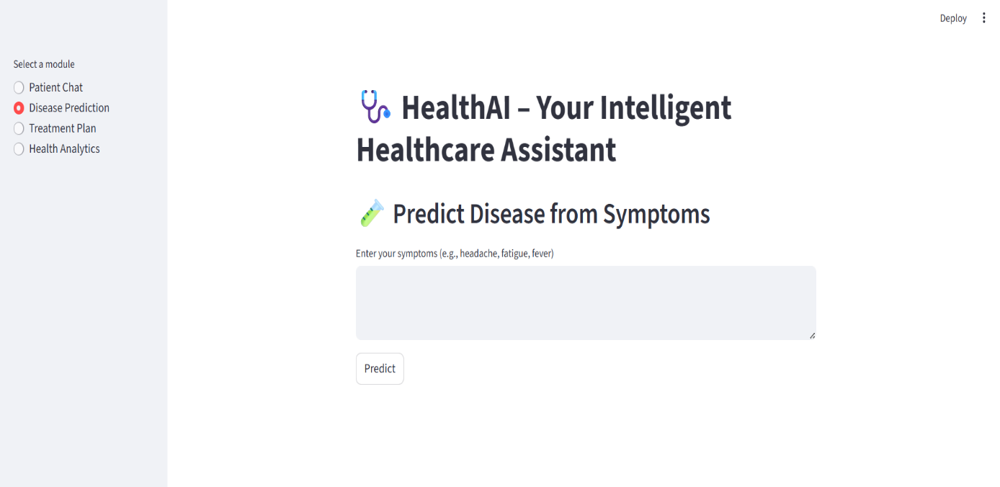 Deploy
Select a module
Patient Chat
Disease Prediction
Treatment Plan
Health Analytics
HealthAI – Your Intelligent
Healthcare Assistant
Predict Disease from Symptoms
Enter your symptoms (e.g., headache, fatigue, fever)
Predict